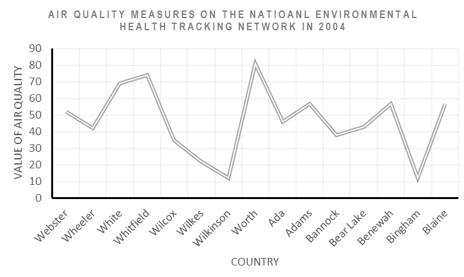 AIR QUALITY MEASURES ON THE NATIOANL ENVIRONMENTAL
HEALTH TRACKING NETWORK IN 2004
VALUE OF AIR QUALITY
90
80
70
60
50
40
30
20
10
0
Webster
Wheeler
White
Whitfield
Wilcox
Wilkes
Wilkinson
Worth
Ada
Adams
Bannock
Bear Lake
Benewah
Bingham
Blaine
COUNTRY